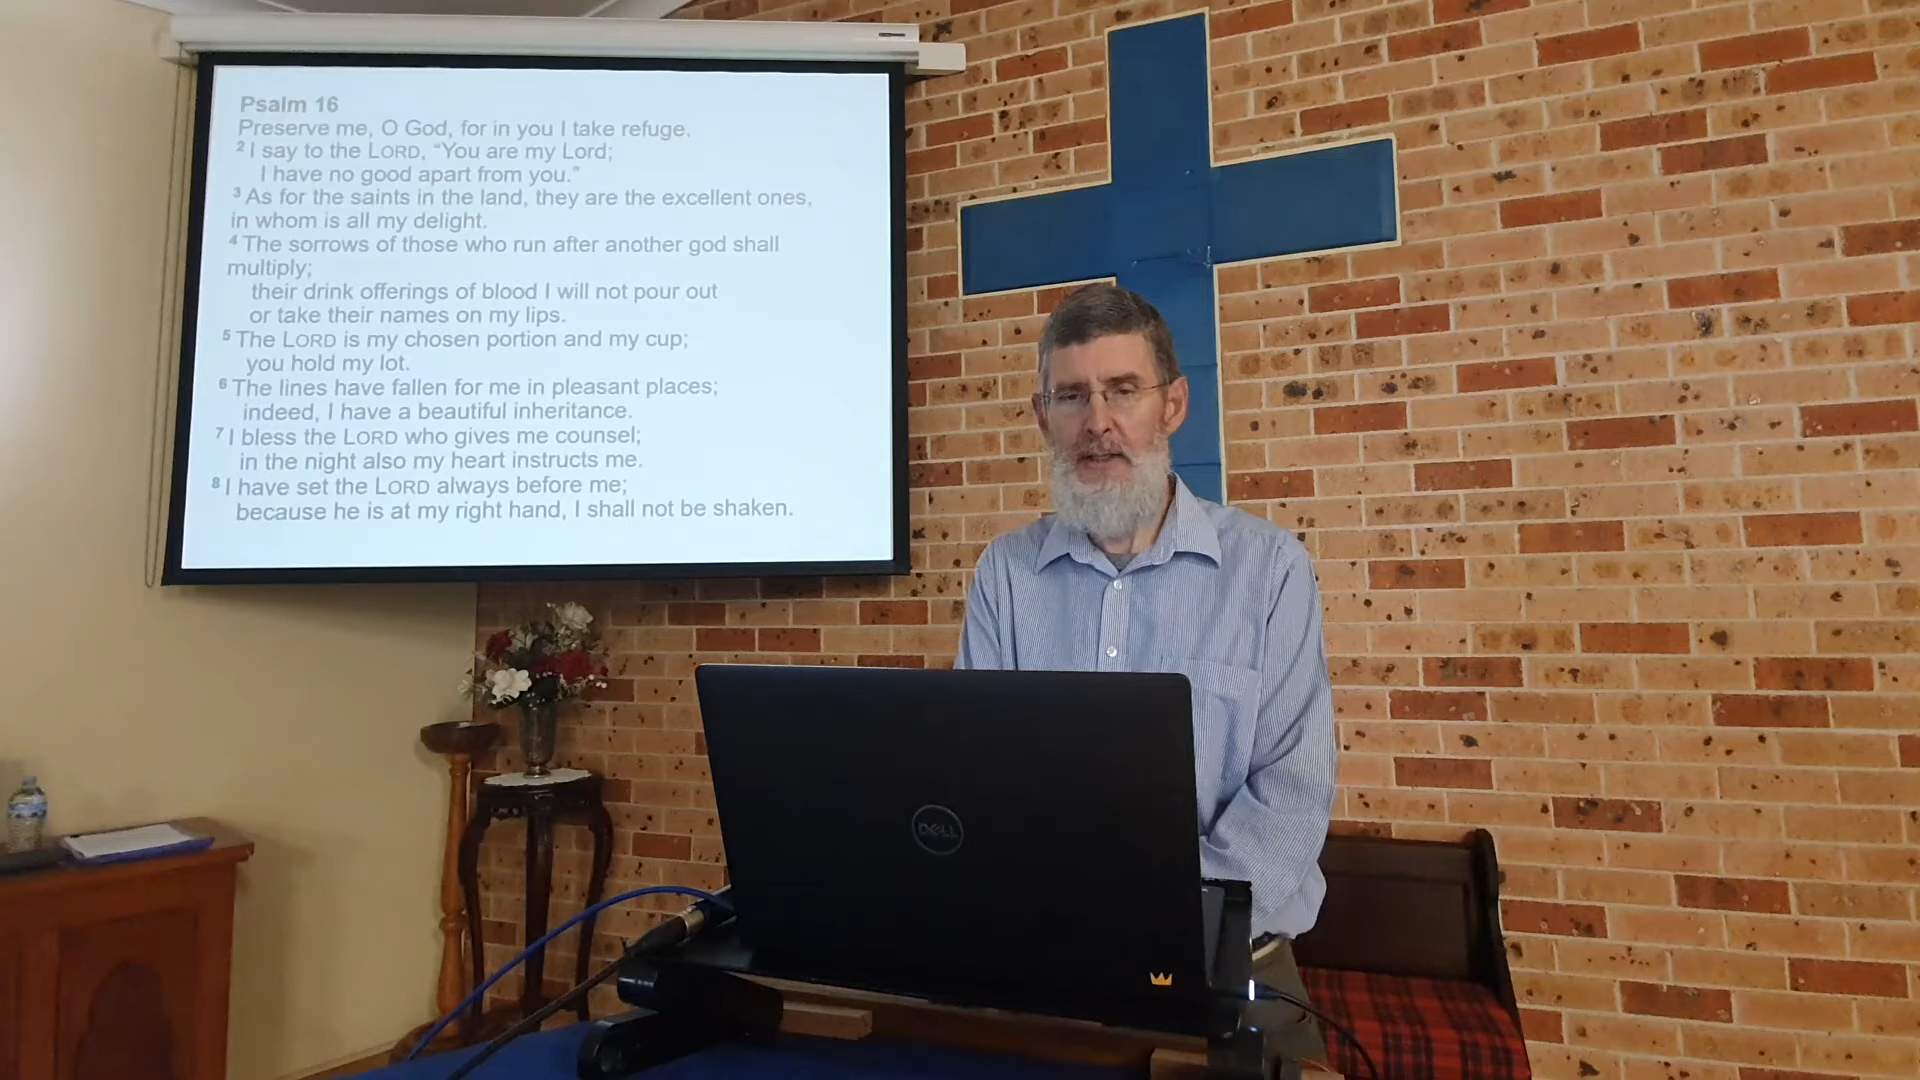 Psalm 16
Preserve me, O God, for in you I take refuge.
2 I say to the LORD, “You are my Lord;
I have no good apart from you.”
3 As for the saints in the land, they are the excellent ones,
in whom is all my delight.
4 The sorrows of those who run after another god shall
multiply;
their drink offerings of blood I will not pour out
or take their names on my lips.
5 The LORD is my chosen portion and my cup;
you hold my lot.
6 The lines have fallen for me in pleasant places;
indeed, I have a beautiful inheritance.
7 I bless the LORD who gives me counsel;
in the night also my heart instructs me.
8 I have set the LORD always before me;
because he is at my right hand, I shall not be shaken.
DELL